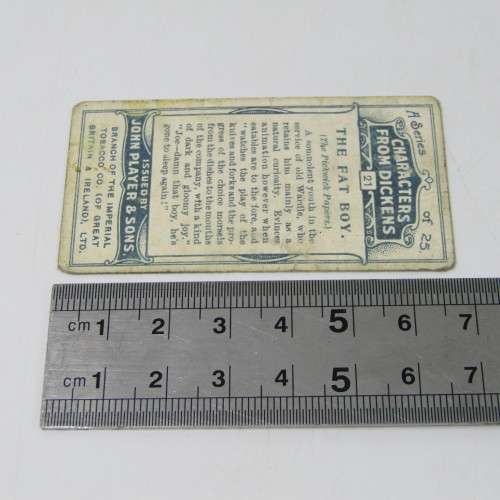 A Series of 25.
CHARACTERS
FROM DICKENS
21
THE FAT BOY.
(The Pickwick Papers.)
A somnolent youth in the
service of old Wardle, who
retains him mainly as a
natural curiosity. Evinces
animation however when
eatables are to the fore, and
"watches the play of the
knives and forks and the pro-
gress of the choice morsels
from the dishes to the mouths
of the company, with a kind
of dark and gloomy joy."
"Joe—damn that boy, he's
gone to sleep again!"
ISSUED BY
JOHN PLAYER & SONS
BRANCH OF THE IMPERIAL
TOBACCO CO. (OF GREAT
BRITAIN & IRELAND), LTD.
cm 1 2 3 4 5 6 7
cm 1 2 3 4 5 6 7